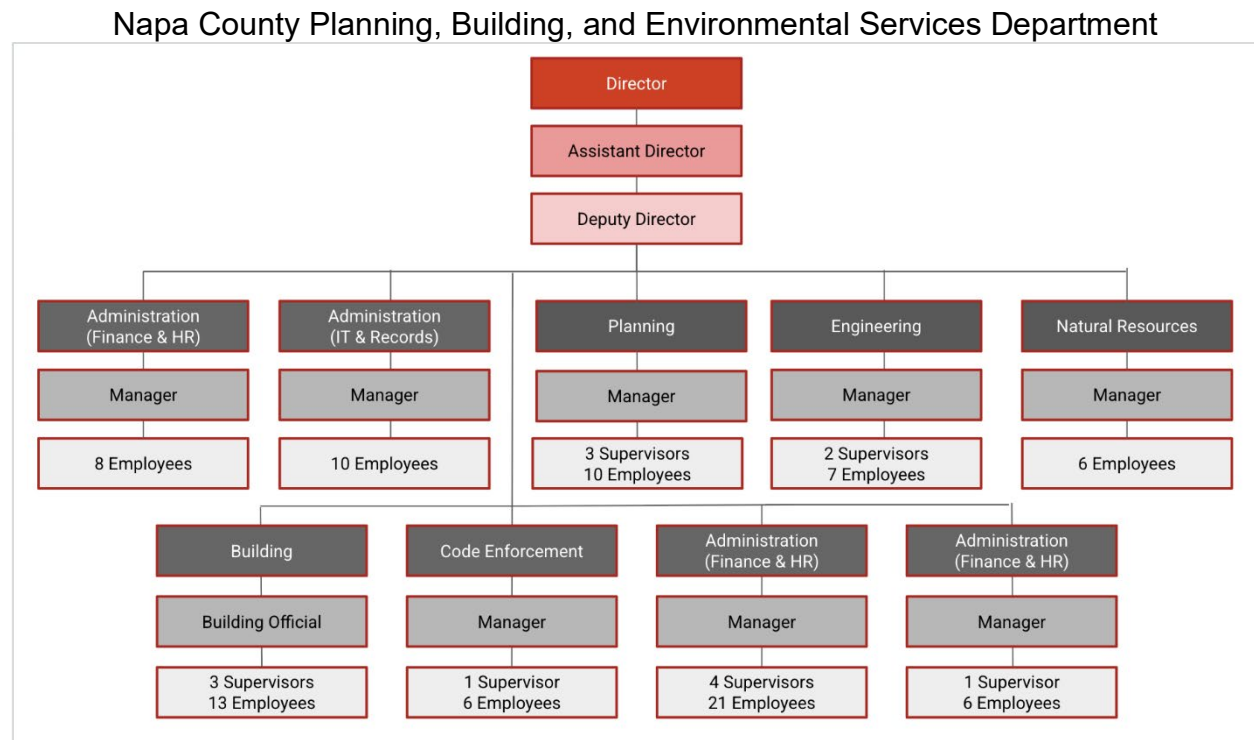 Napa County Planning, Building, and Environmental Services Department
Director
Assistant Director
Deputy Director
Administration
(Finance & HR)
Manager
8 Employees
Administration
(IT & Records)
Manager
10 Employees
Planning
Manager
3 Supervisors
10 Employees
Engineering
Manager
2 Supervisors
7 Employees
Natural Resources
Manager
6 Employees
Building
Building Official
3 Supervisors
13 Employees
Code Enforcement
Manager
1 Supervisor
6 Employees
Administration
(Finance & HR)
Manager
4 Supervisors
21 Employees
Administration
(Finance & HR)
Manager
1 Supervisor
6 Employees